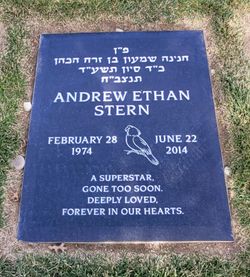 פ״ן
חנינה שמעון בן זרח הכהן
כ״ד סיון תשע״ד
תנצב״ח
ANDREW ETHAN
STERN
FEBRUARY 28
1974
JUNE 22
2014
A SUPERSTAR,
GONE TOO SOON.
DEEPLY LOVED,
FOREVER IN OUR HEARTS.